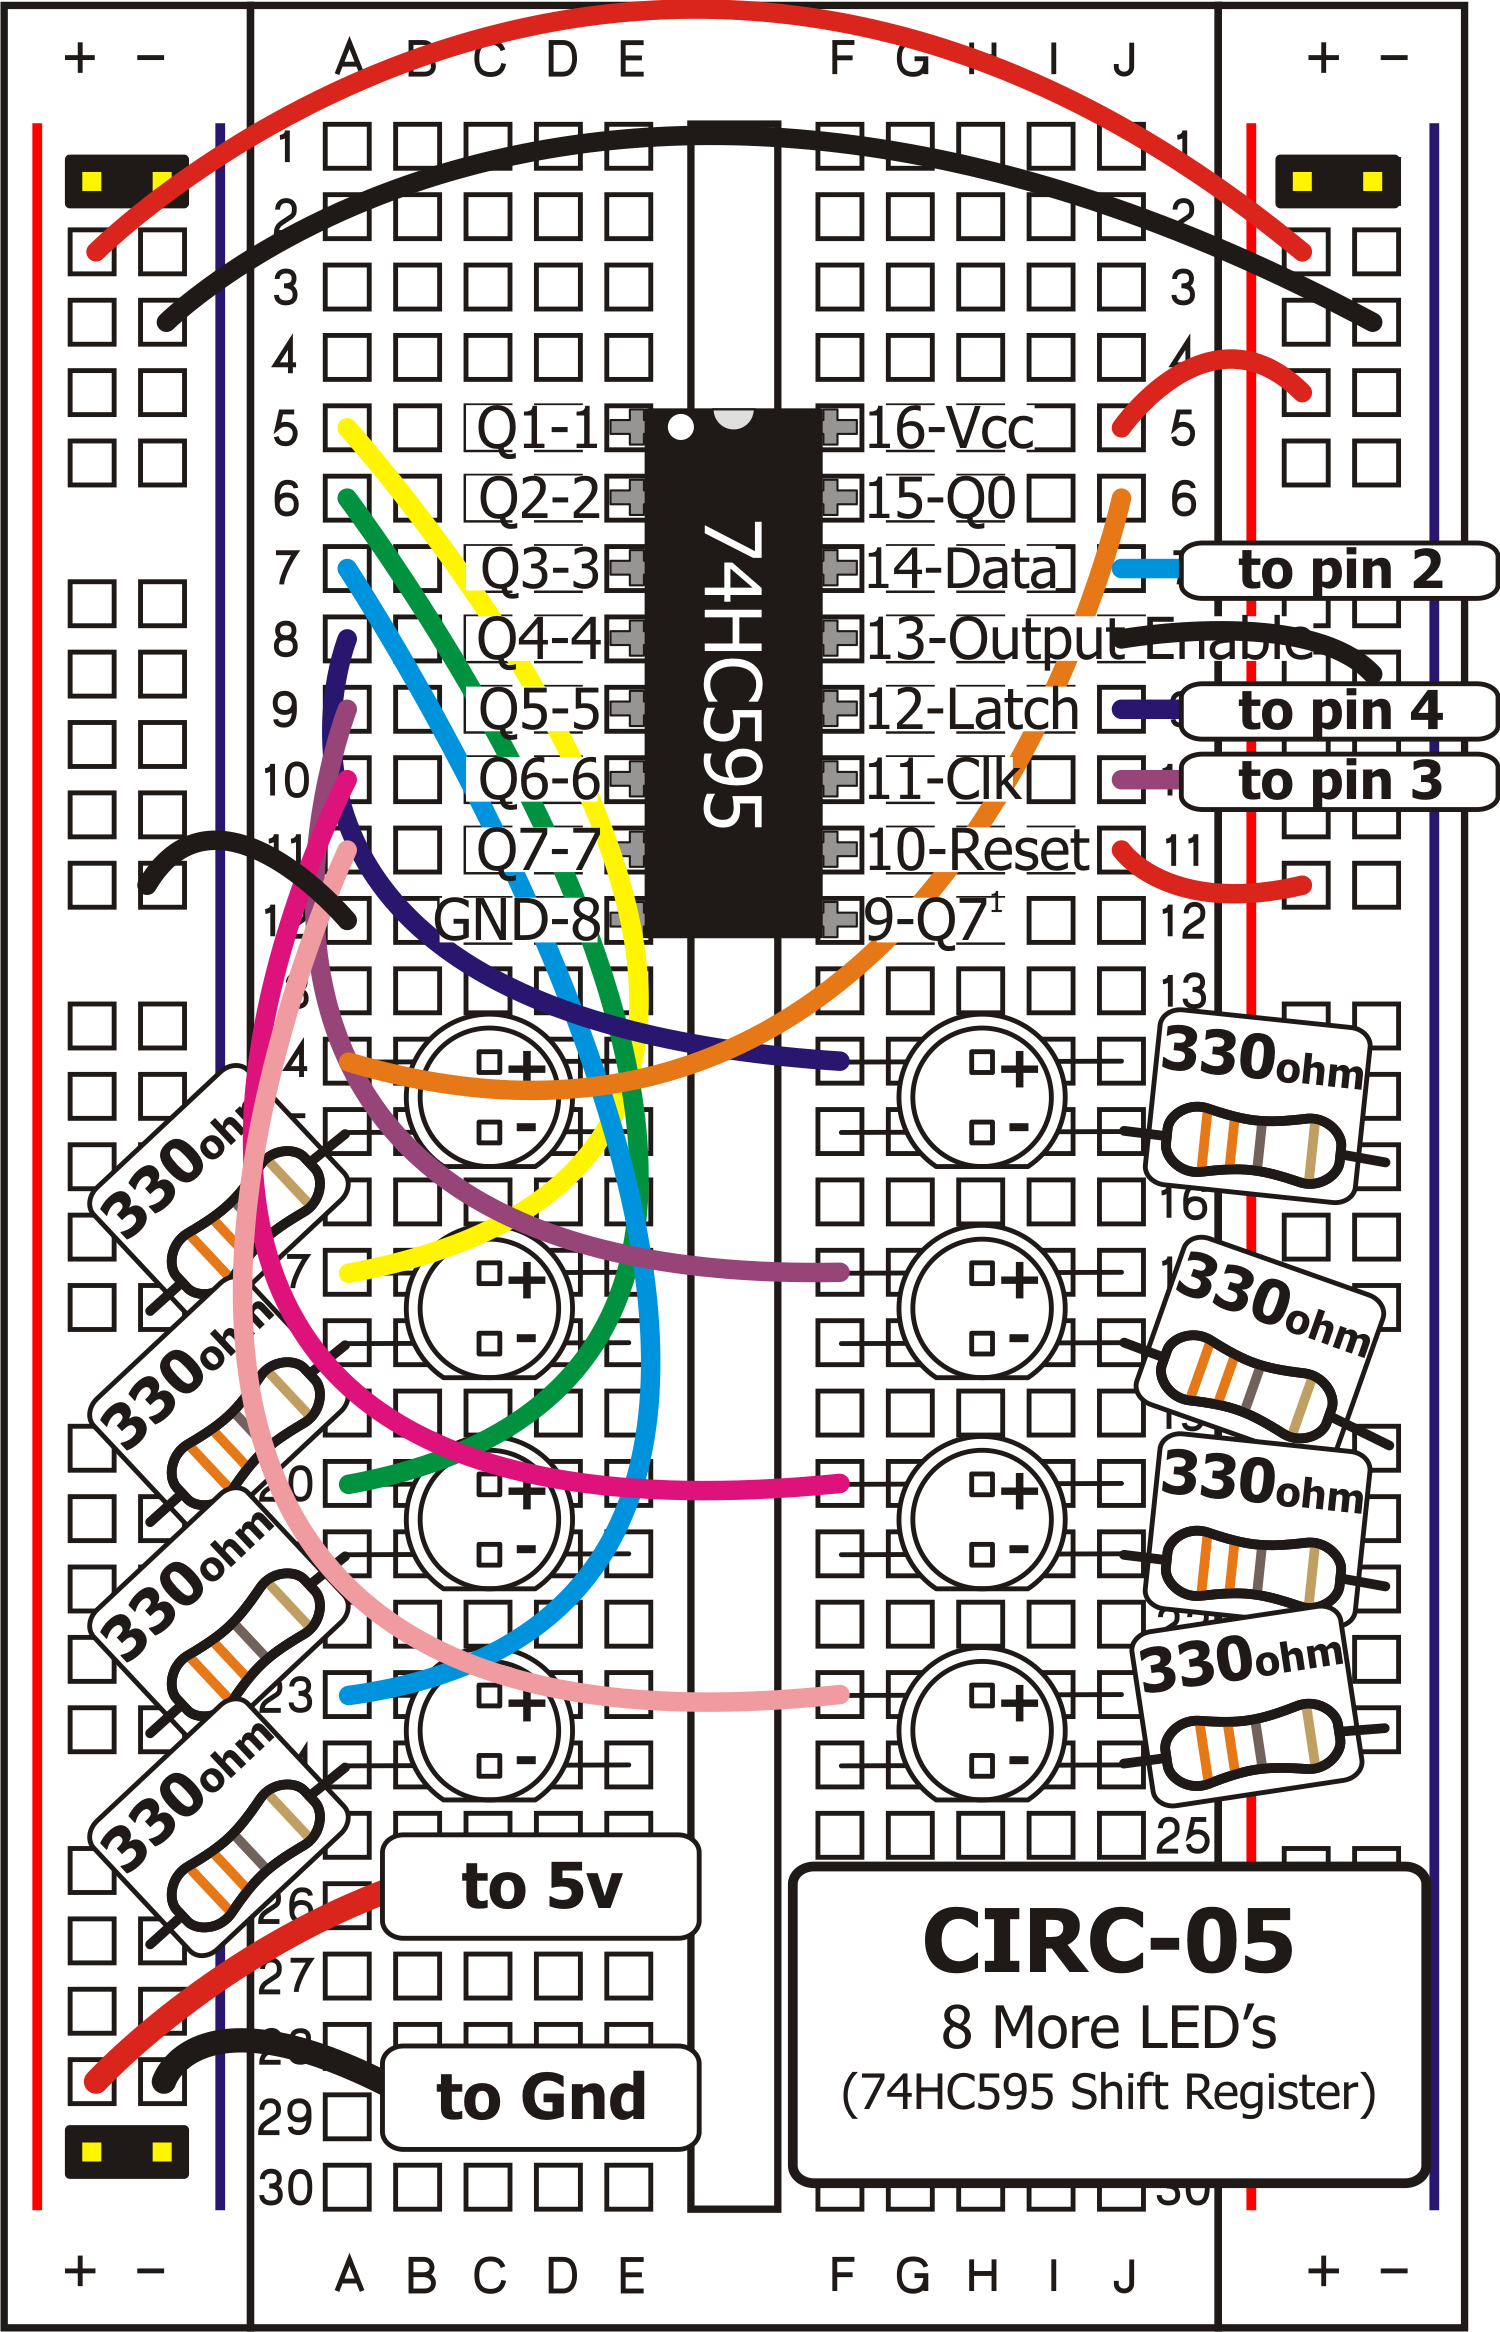 + − A B C D E F G H I J + −
1 1
2 2
3 3
4 4
5 Q1-1 16-Vcc 5
6 Q2-2 15-Q0 6
7 Q3-3 14-Data to pin 2
8 Q4-4 13-Output Enable
9 Q5-5 12-Latch to pin 4
10 Q6-6 11-Clk to pin 3
11 Q7-7 10-Reset 11
GND-8 9-Q7¹ 12
74HC595
13
+ +
330ohm
- -
330ohm
16
+ +
330ohm
- -
330ohm
+ +
330ohm
- -
330ohm
23 + +
330ohm
- -
330ohm
25
to 5v
26
27
to Gnd
29
30 30
CIRC-05
8 More LED's
(74HC595 Shift Register)
+ − A B C D E F G H I J + −